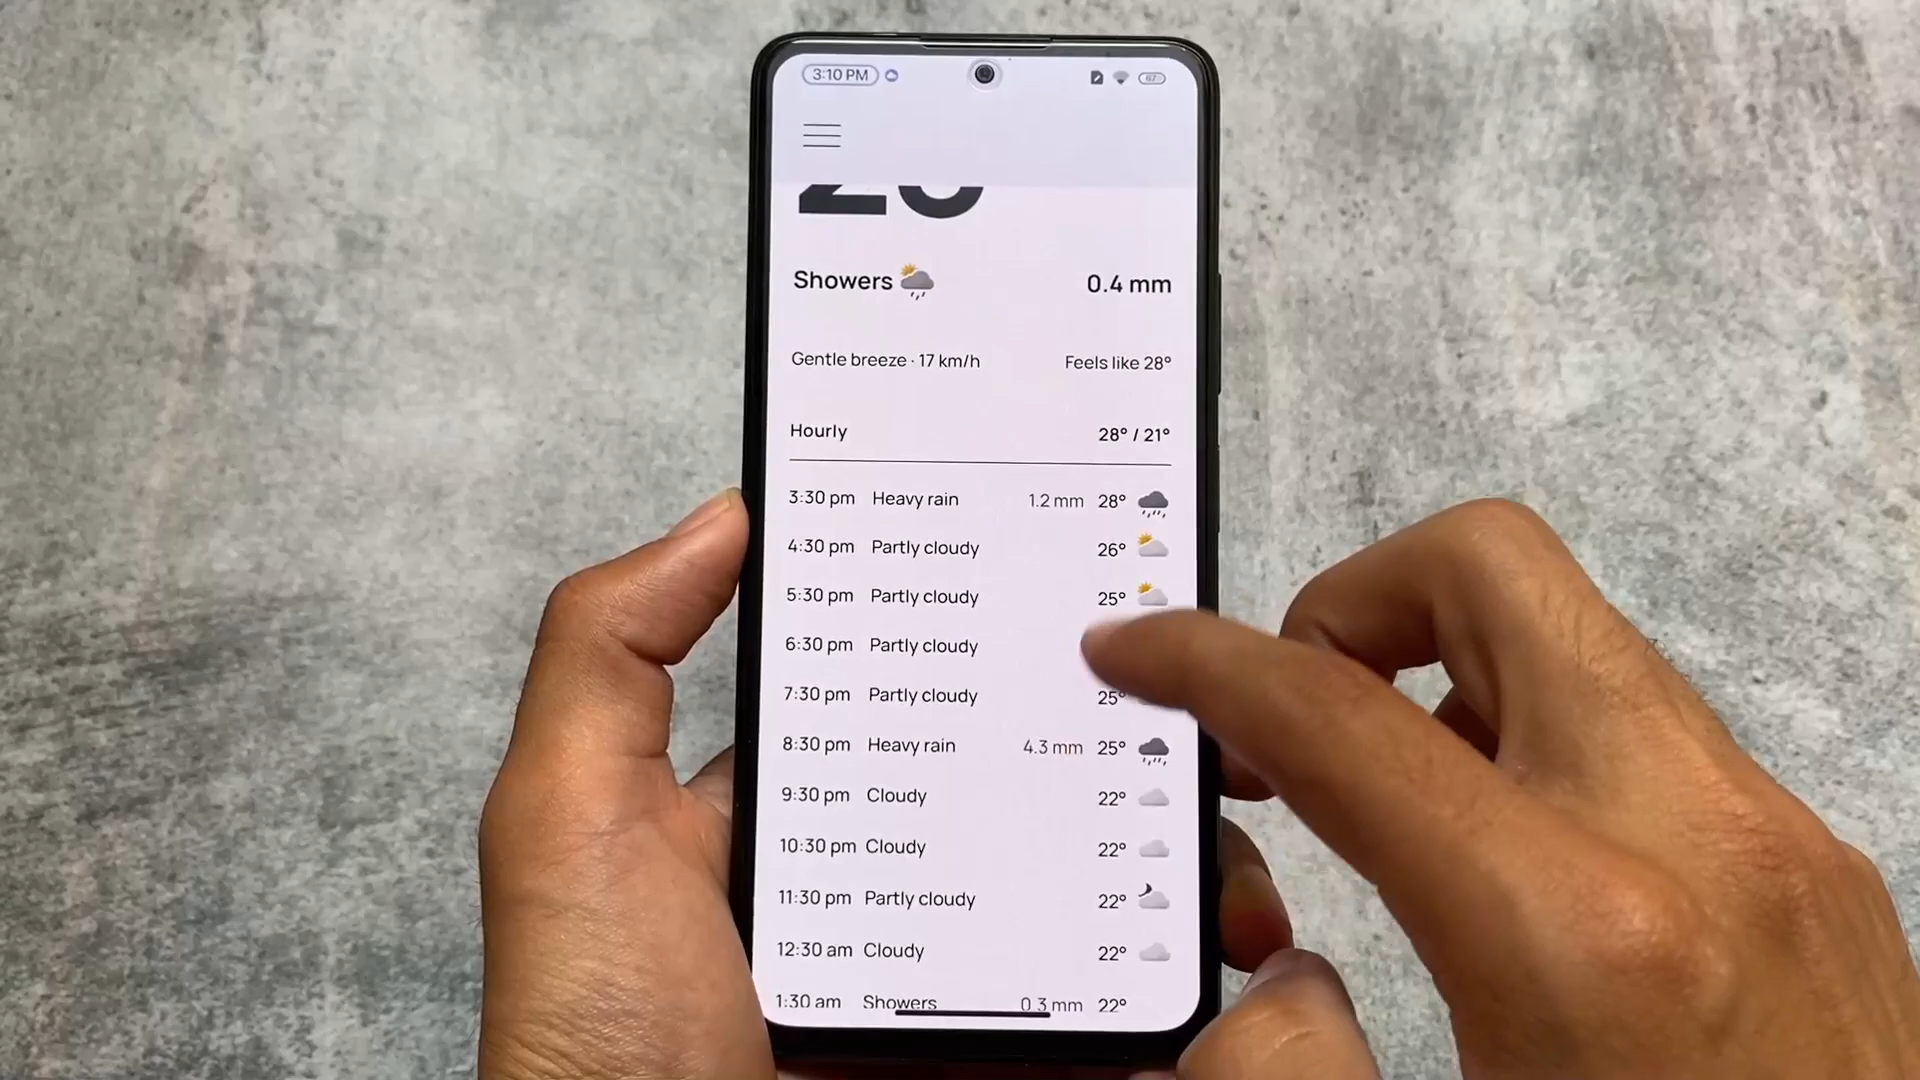 3:10 PM 67
Showers 0.4 mm
Gentle breeze · 17 km/h Feels like 28°
Hourly 28° / 21°
3:30 pm Heavy rain 1.2 mm 28°
4:30 pm Partly cloudy 26°
5:30 pm Partly cloudy 25°
6:30 pm Partly cloudy
7:30 pm Partly cloudy 25°
8:30 pm Heavy rain 4.3 mm 25°
9:30 pm Cloudy 22°
10:30 pm Cloudy 22°
11:30 pm Partly cloudy 22°
12:30 am Cloudy 22°
1:30 am Showers 0.3 mm 22°